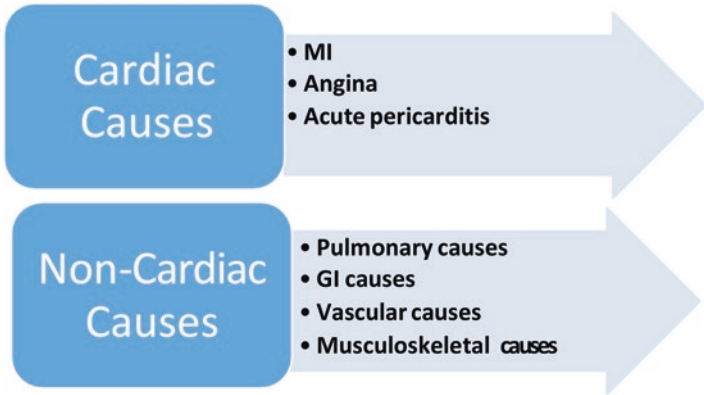 Cardiac
Causes
• MI
• Angina
• Acute pericarditis
Non-Cardiac
Causes
• Pulmonary causes
• GI causes
• Vascular causes
• Musculoskeletal causes